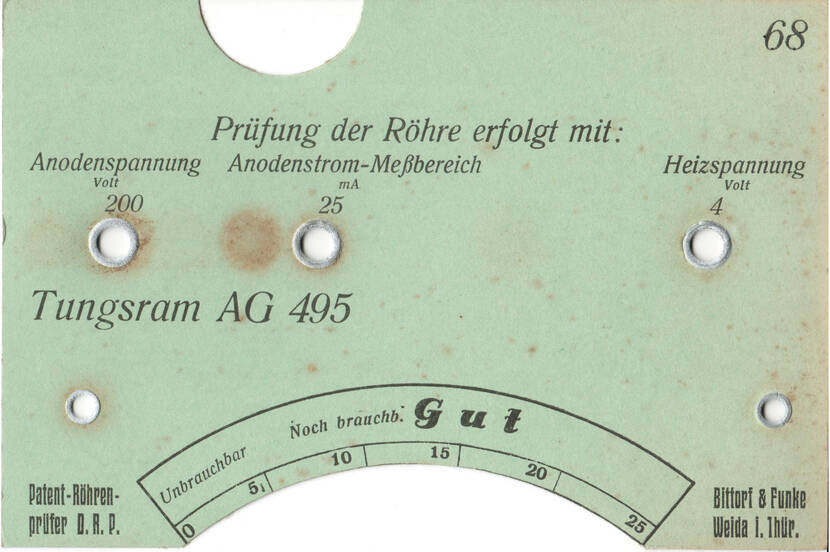 68
Prüfung der Röhre erfolgt mit:
Anodenspannung Anodenstrom-Meßbereich Heizspannung
Volt mA Volt
200 25 4
Tungsram AG 495
Unbrauchbar Noch brauchb. Gut
0 5 10 15 20 25
Patent-Röhren- Bittorf & Funke
prüfer D. R. P. Weida i. Thür.